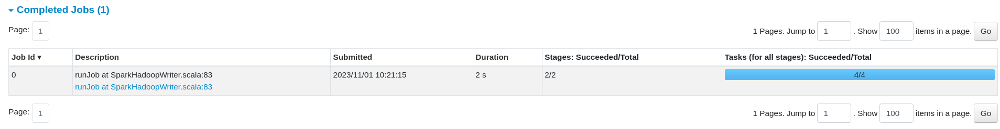 Completed Jobs (1)
Page: 1
1 Pages. Jump to 1 . Show 100 items in a page. Go
Job Id ▾ Description Submitted Duration Stages: Succeeded/Total Tasks (for all stages): Succeeded/Total
0 runJob at SparkHadoopWriter.scala:83 2023/11/01 10:21:15 2 s 2/2 4/4
runJob at SparkHadoopWriter.scala:83
Page: 1
1 Pages. Jump to 1 . Show 100 items in a page. Go